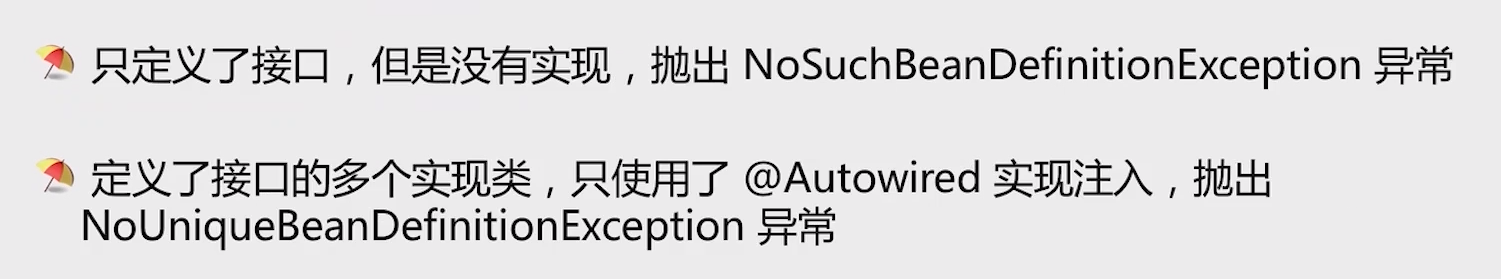 只定义了接口，但是没有实现，抛出 NoSuchBeanDefinitionException 异常
定义了接口的多个实现类，只使用了 @Autowired 实现注入，抛出
NoUniqueBeanDefinitionException 异常